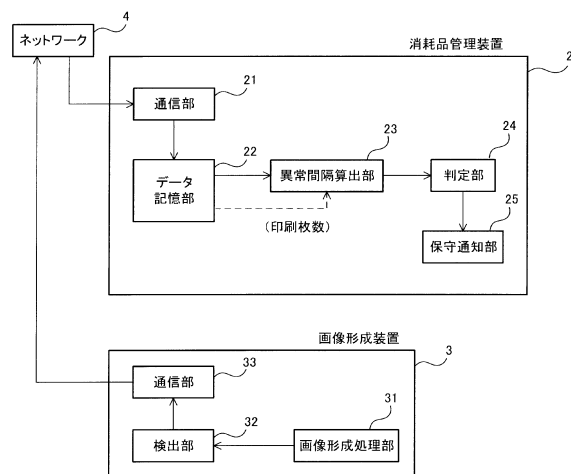 ネットワーク
4
消耗品管理装置
2
通信部
21
データ
記憶部
22
異常間隔算出部
23
判定部
24
(印刷枚数)
保守通知部
25
画像形成装置
3
通信部
33
検出部
32
画像形成処理部
31